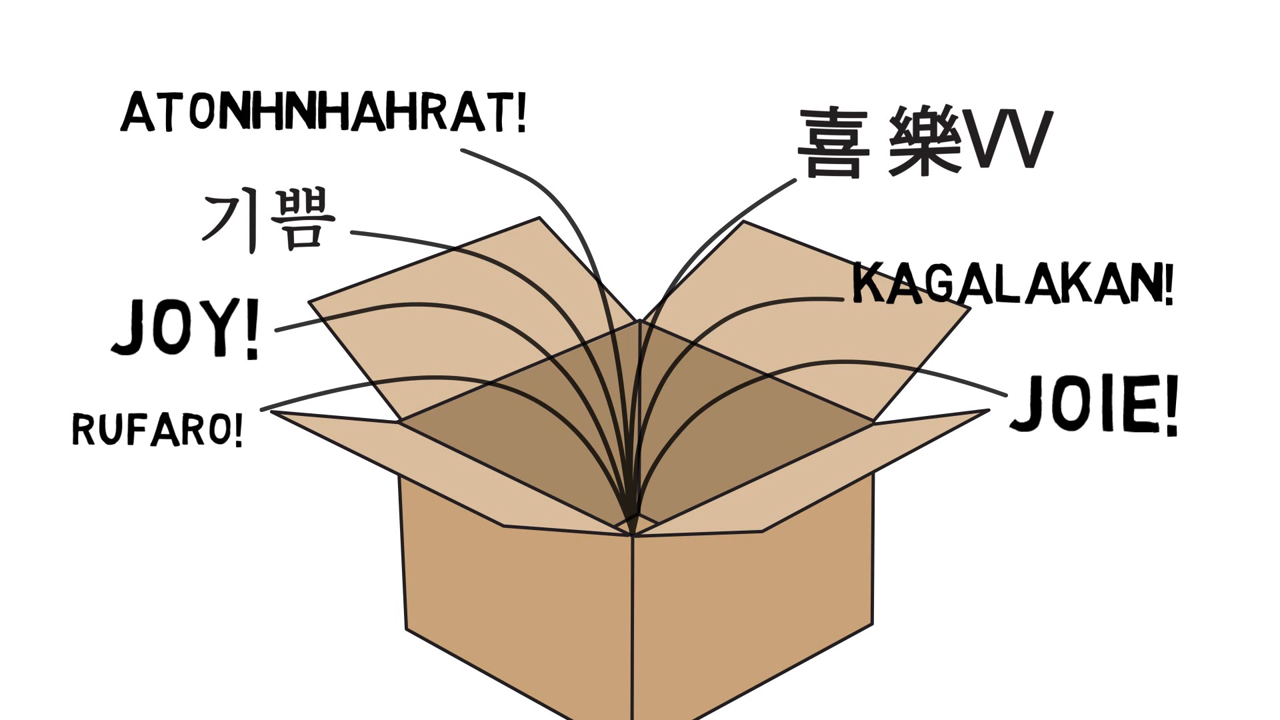 ATONHNHAHRAT!
喜樂VV
기쁨
KAGALAKAN!
JOY!
JOIE!
RUFARO!